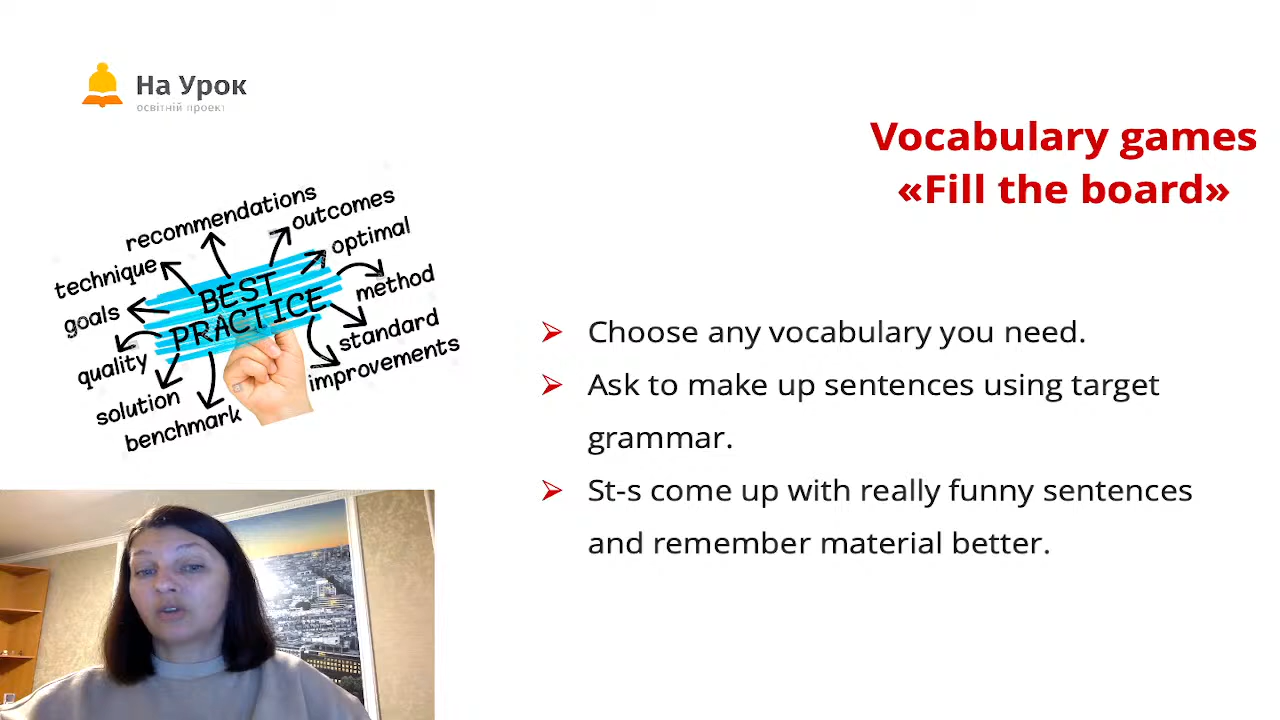 На Урок
освітній проект
Vocabulary games
«Fill the board»
recommendations
outcomes
optimal
technique
method
goals
BEST
PRACTICE
standard
quality
improvements
solution
benchmark
Choose any vocabulary you need.
Ask to make up sentences using target
grammar.
St-s come up with really funny sentences
and remember material better.